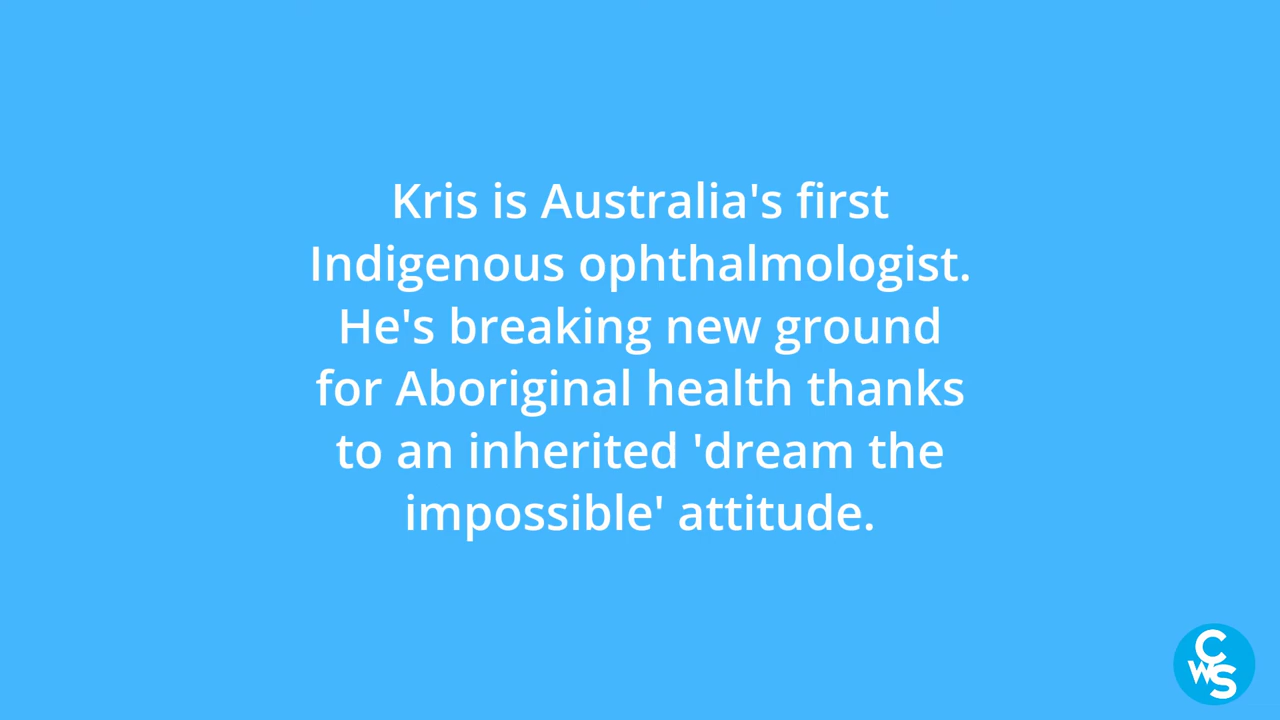 Kris is Australia's first
Indigenous ophthalmologist.
He's breaking new ground
for Aboriginal health thanks
to an inherited 'dream the
impossible' attitude.
CWS